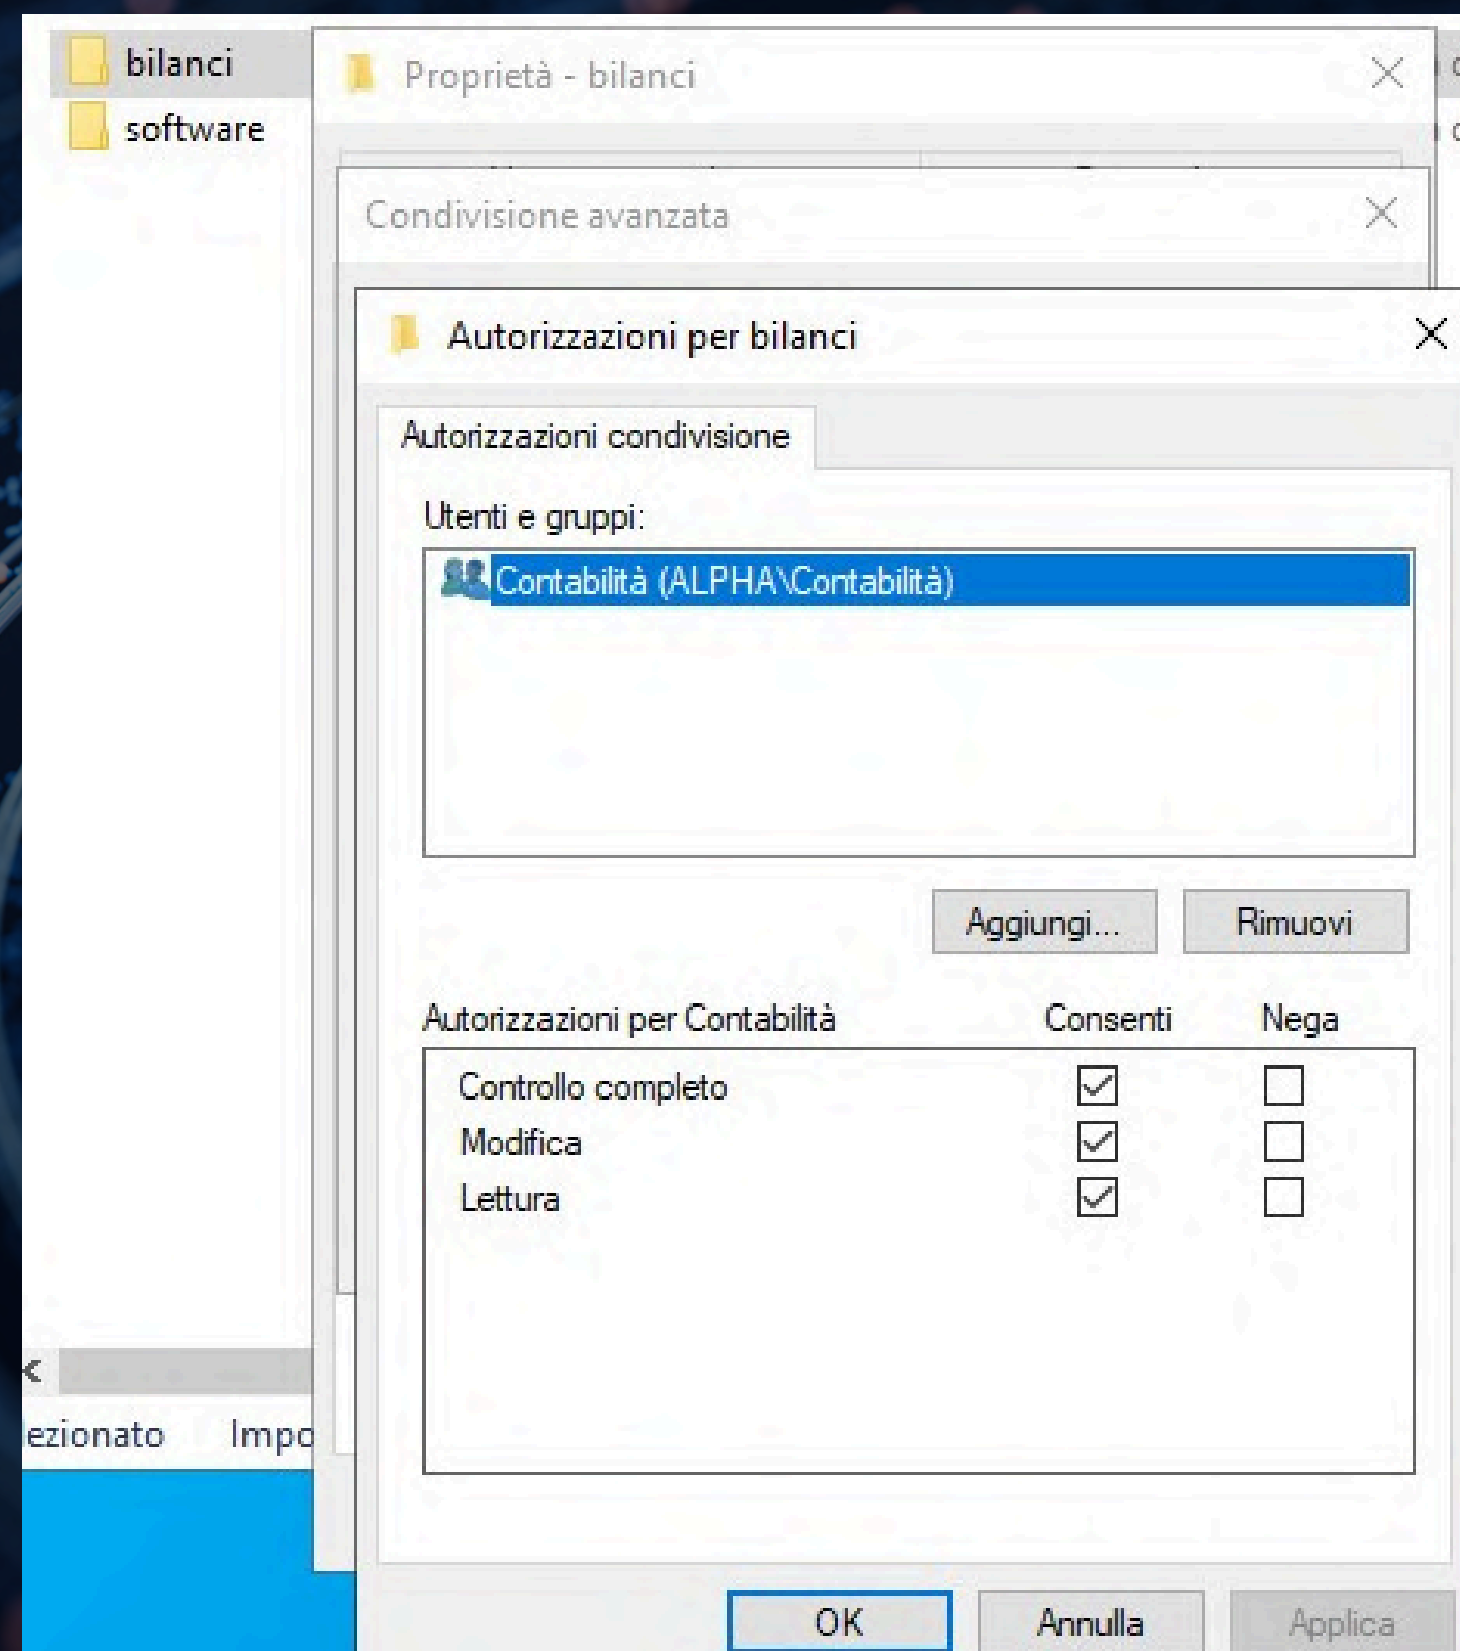 bilanci
software
Proprietà - bilanci
Condivisione avanzata
Autorizzazioni per bilanci
Autorizzazioni condivisione
Utenti e gruppi:
Contabilità (ALPHA\Contabilità)
Aggiungi...
Rimuovi
Autorizzazioni per Contabilità Consenti Nega
Controllo completo
Modifica
Lettura
ezionato Impo
OK
Annulla
Applica